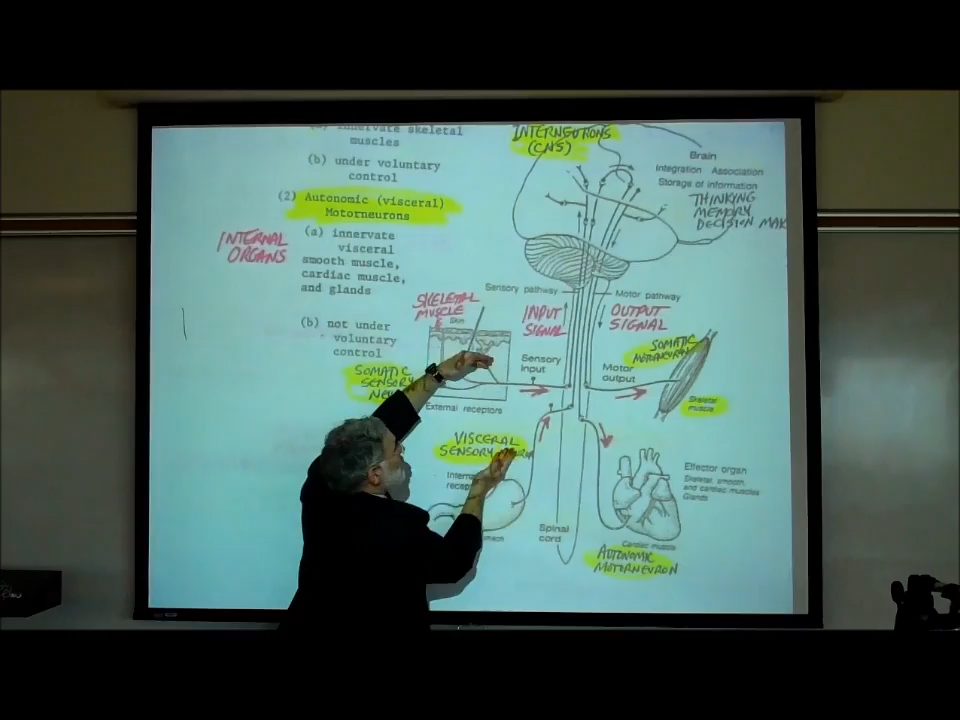 innervate skeletal
muscles
(b) under voluntary
control
(2) Autonomic (visceral)
Motorneurons
INTERNAL
ORGANS
(a) innervate
visceral
smooth muscle,
cardiac muscle,
and glands
(b) not under
voluntary
control
INTERNEURONS
(CNS)
Brain
Integration Association
Storage of information
THINKING
MEMORY
DECISION MAK
Sensory pathway
Motor pathway
SKELETAL
MUSCLE
Skin
INPUT
SIGNAL
OUTPUT
SIGNAL
SOMATIC
MOTORNEURON
Sensory
input
Motor
output
SOMATIC
SENSORY
External receptors
Skeletal
muscle
VISCERAL
SENSORY
Effector organ
Skeletal, smooth,
and cardiac muscles
Glands
Spinal
cord
Cardiac muscle
AUTONOMIC
MOTORNEURON